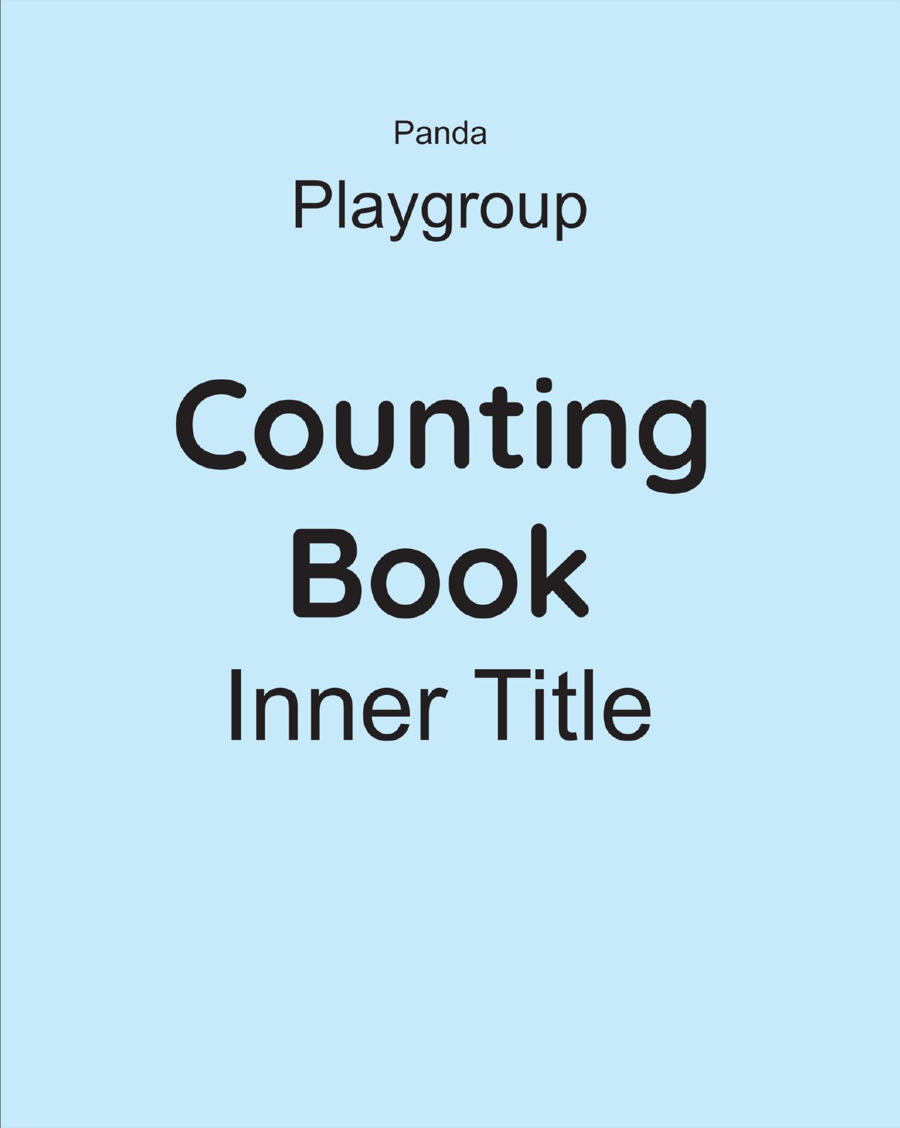 Panda
Playgroup
Counting
Book
Inner Title